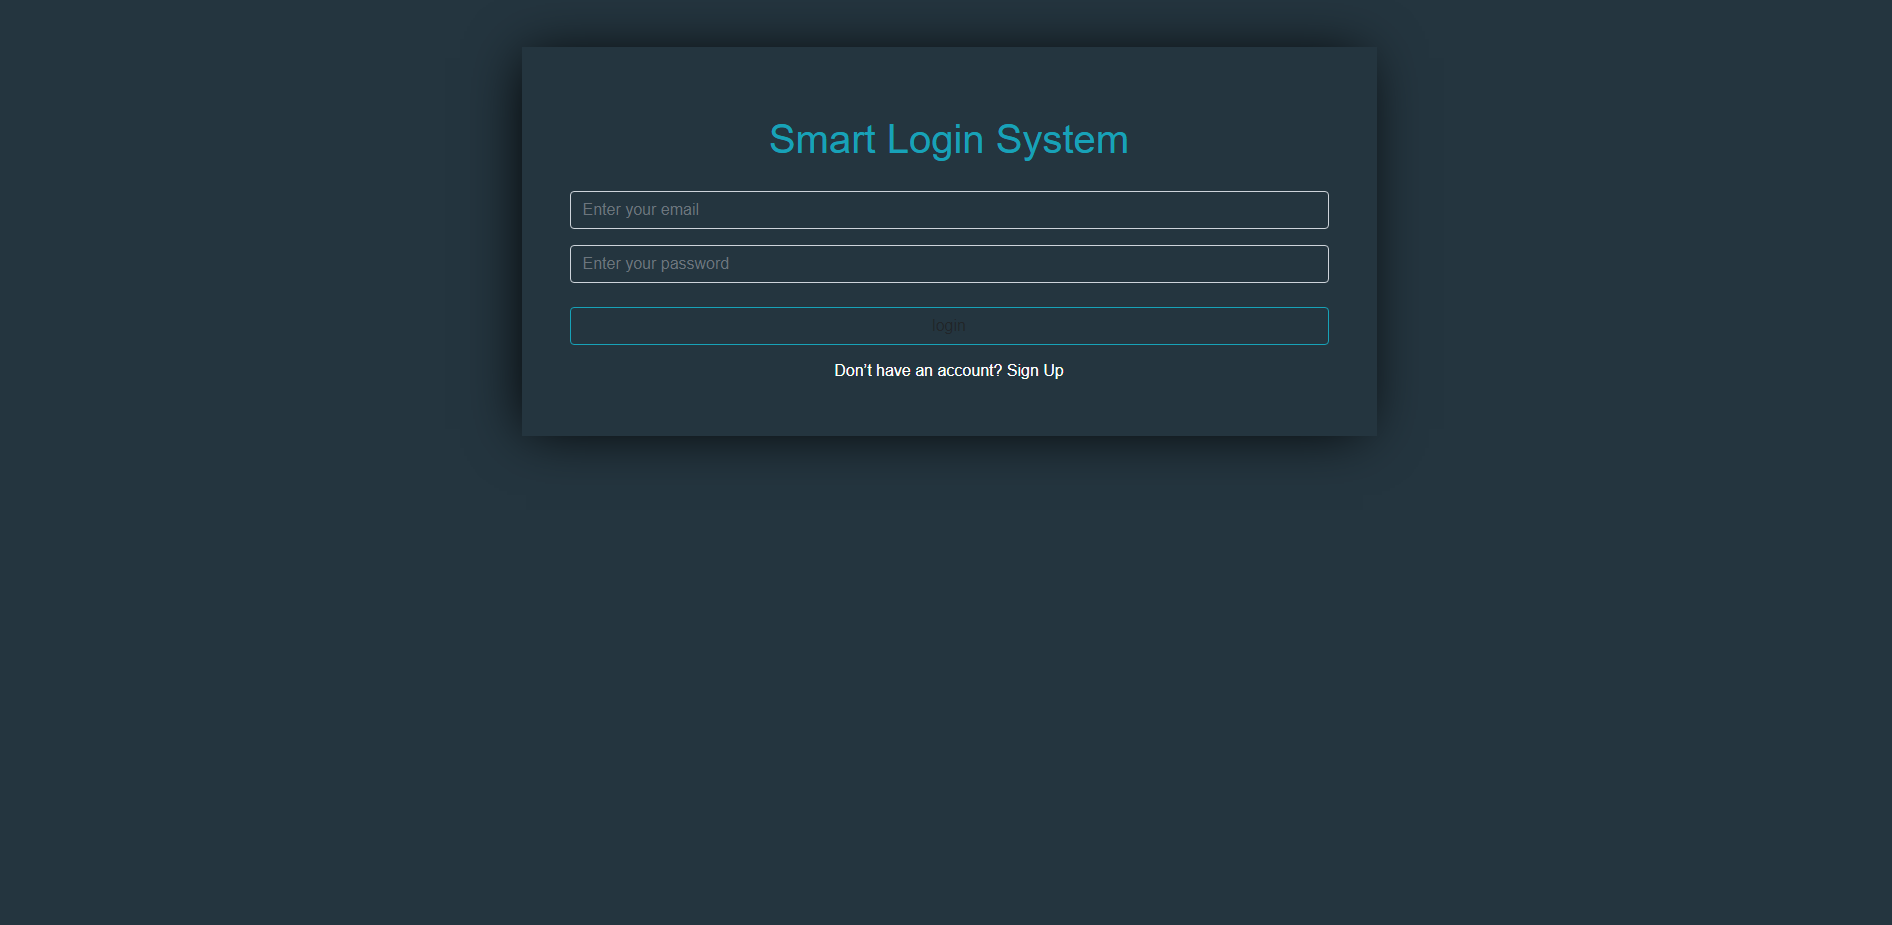 Smart Login System
Enter your email
Enter your password
login
Don’t have an account? Sign Up